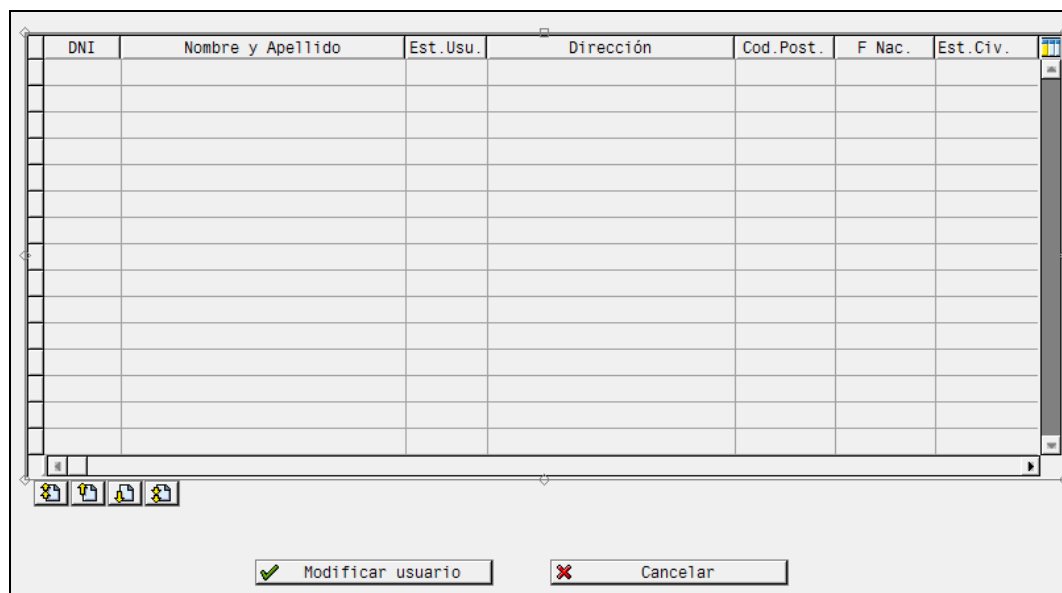 DNI Nombre y Apellido Est.Usu. Dirección Cod.Post. F Nac. Est.Civ.
Modificar usuario Cancelar